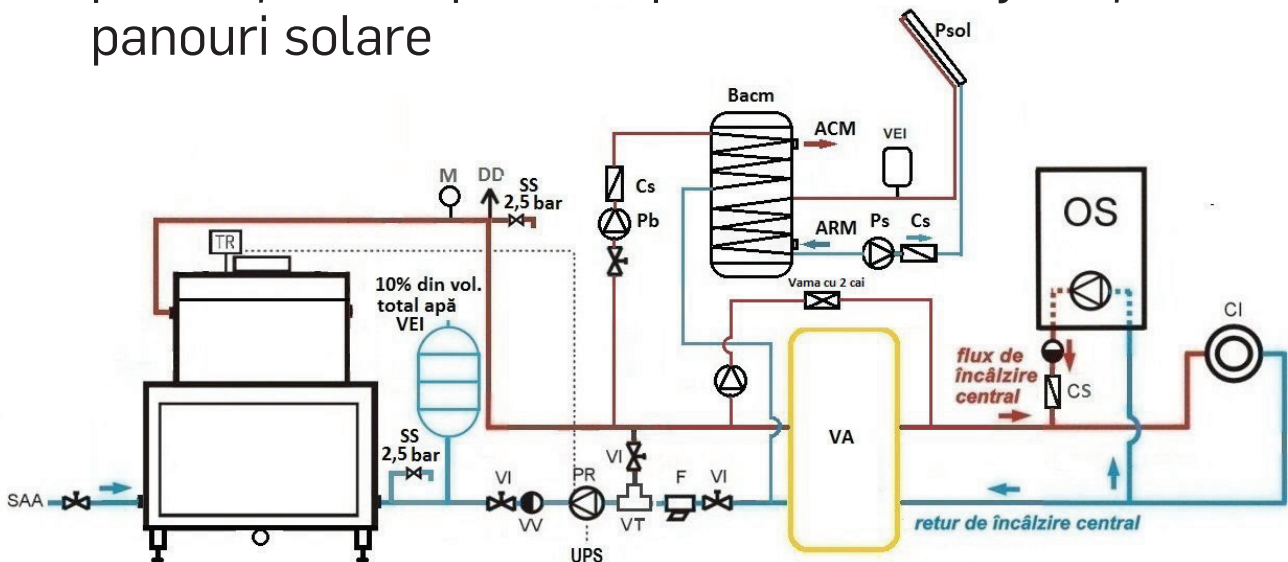 panouri solare
Psol
Bacm
ACM
VEI
M
DD
SS
2,5 bar
Cs
Pb
OS
TR
ARM
Ps
Cs
10% din vol.
total apă
VEI
Vama cu 2 cai
CI
flux de
încâlzire
central
CS
SS
2,5 bar
VI
VA
SAA
VI
VV
PR
VT
F
VI
UPS
retur de încâlzire central